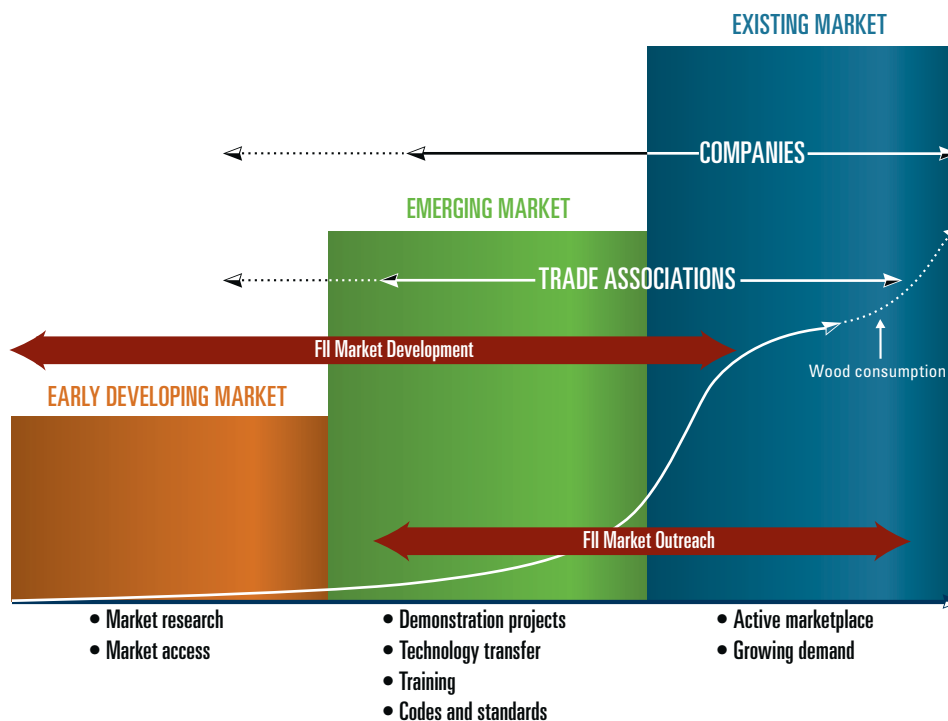 EXISTING MARKET
COMPANIES
EMERGING MARKET
TRADE ASSOCIATIONS
FII Market Development
Wood consumption
EARLY DEVELOPING MARKET
FII Market Outreach
• Market research
• Market access
• Demonstration projects
• Technology transfer
• Training
• Codes and standards
• Active marketplace
• Growing demand